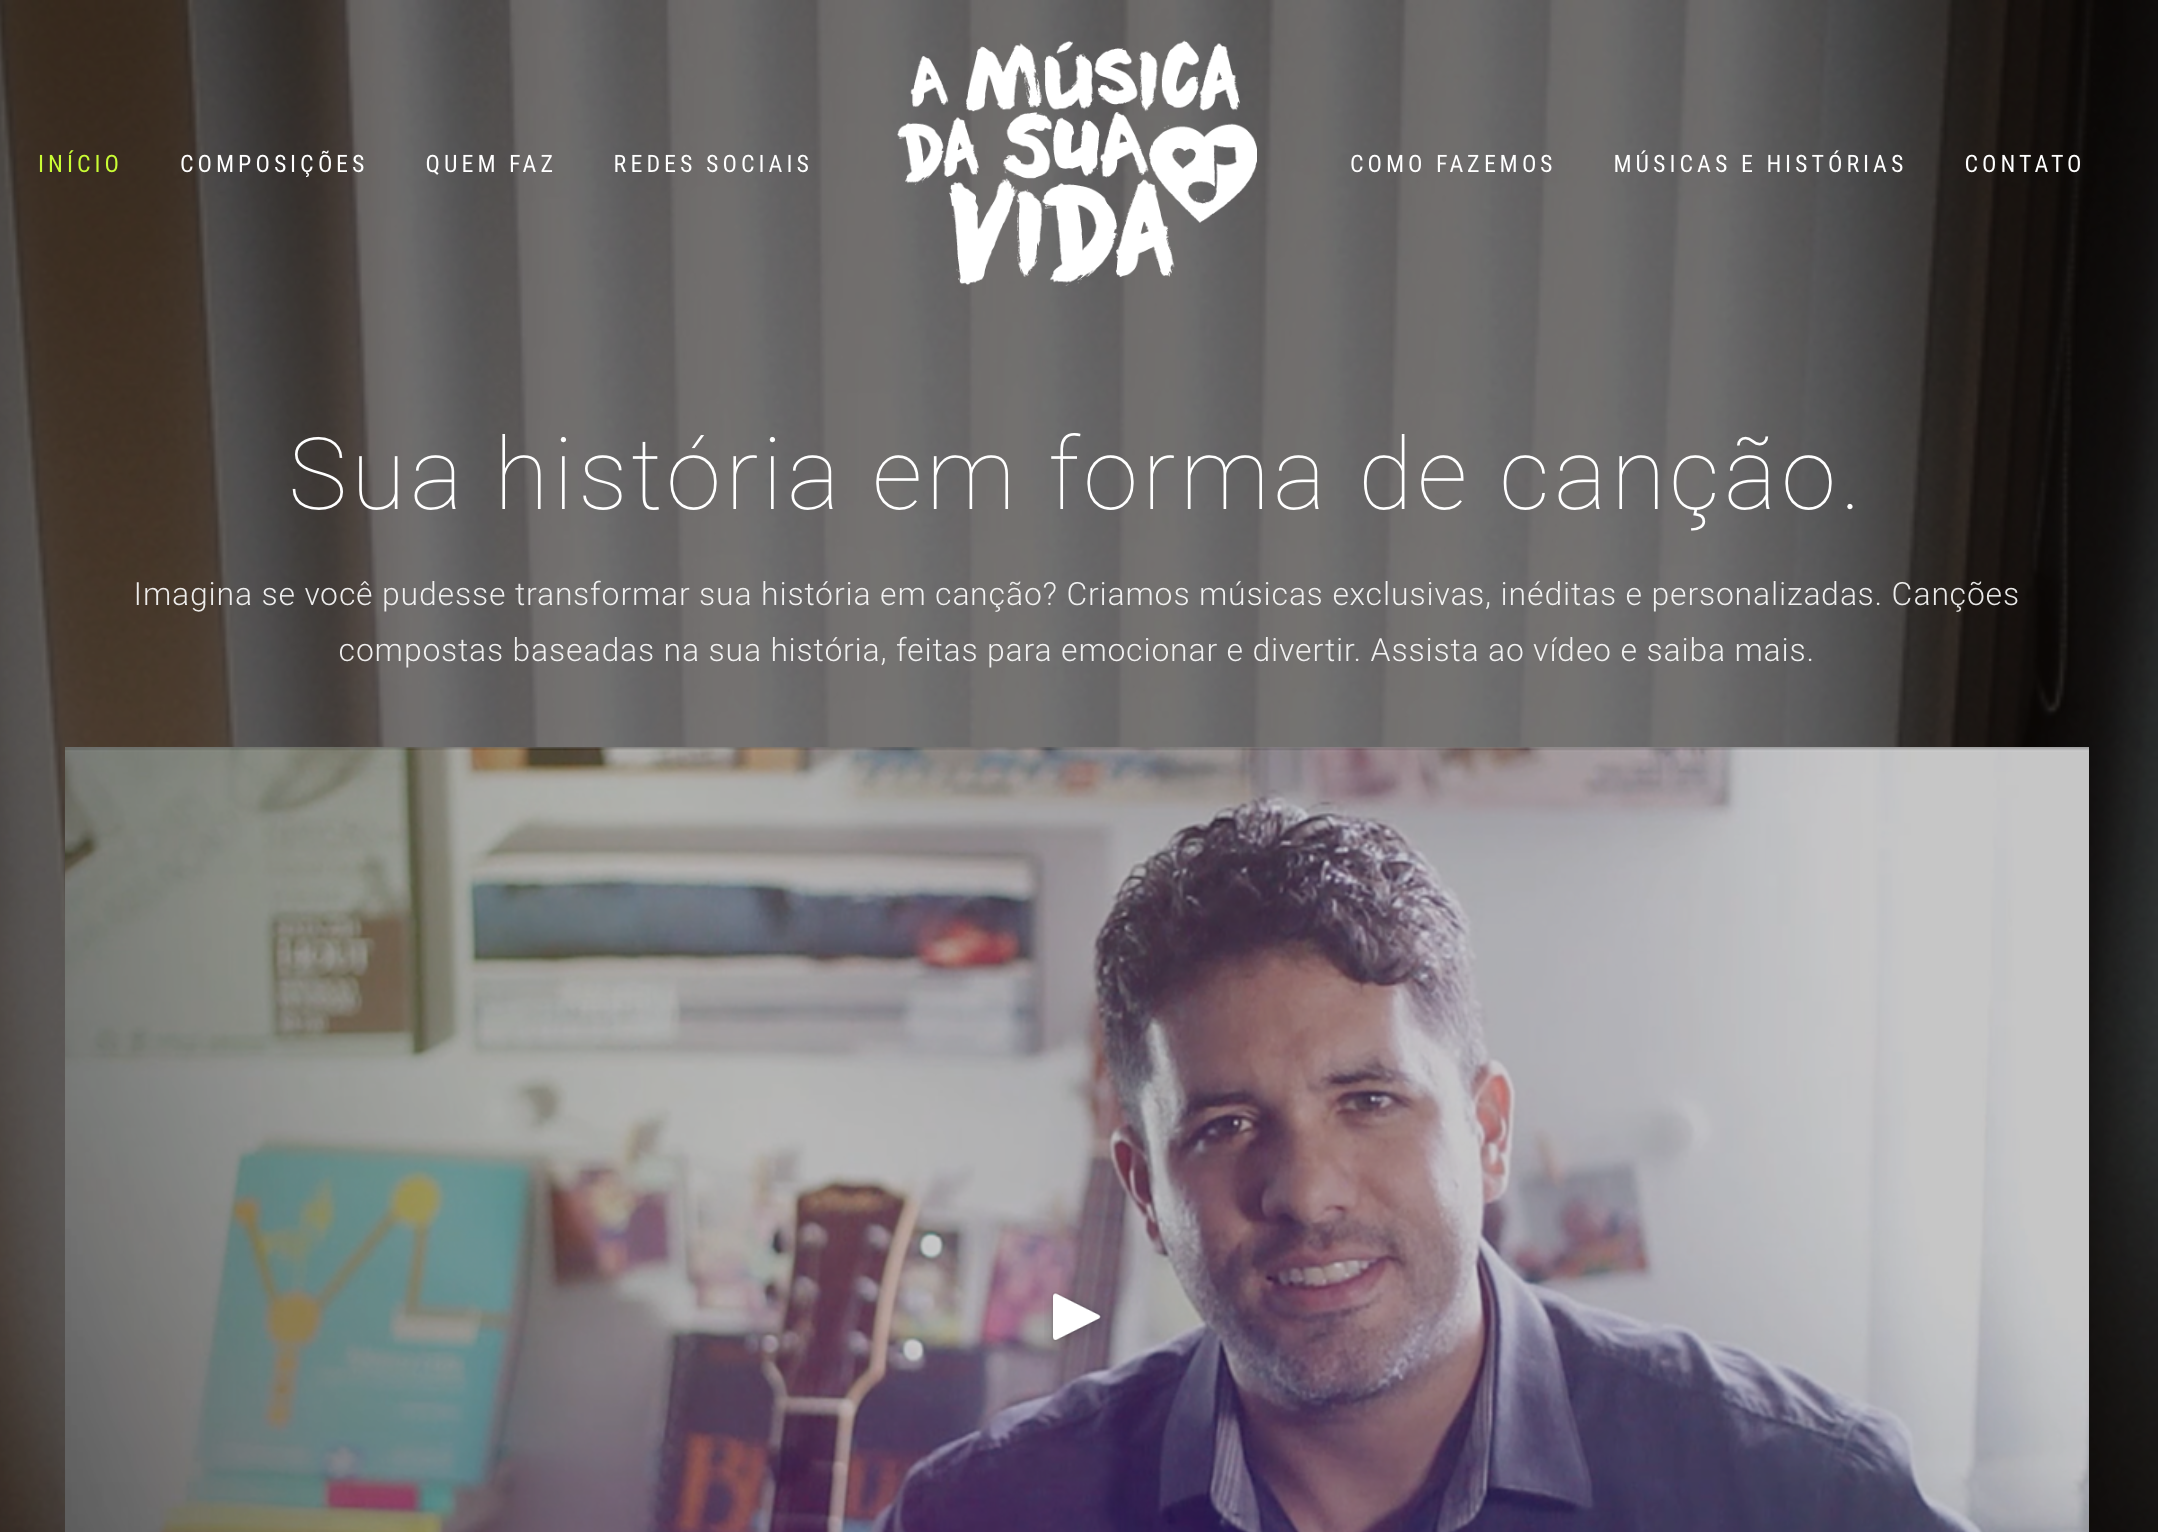 A MÚSICA
DA SUA
VIDA
INÍCIO
COMPOSIÇÕES
QUEM FAZ
REDES SOCIAIS
COMO FAZEMOS
MÚSICAS E HISTÓRIAS
CONTATO
Sua história em forma de canção.
Imagina se você pudesse transformar sua história em canção? Criamos músicas exclusivas, inéditas e personalizadas. Canções
compostas baseadas na sua história, feitas para emocionar e divertir. Assista ao vídeo e saiba mais.